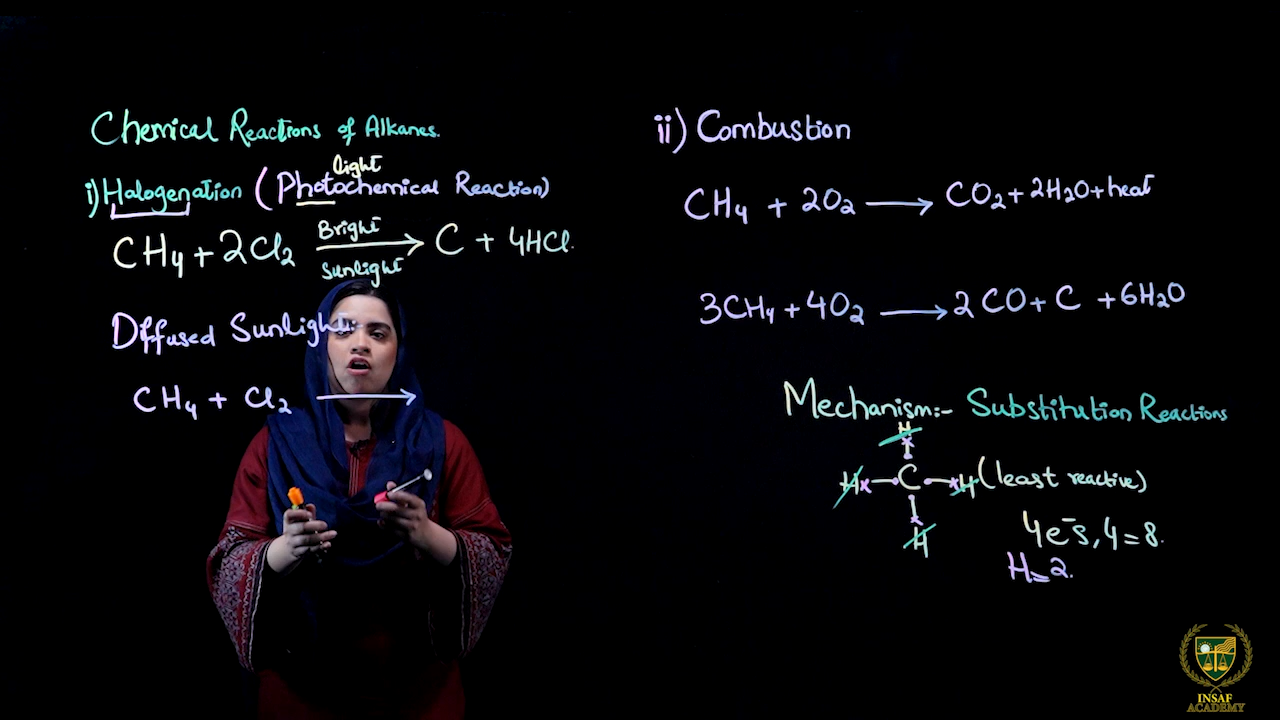 Chemical Reactions of Alkanes.
light
i) Halogenation (Photochemical Reaction)
CH4 + 2Cl2 Bright Sunlight → C + 4HCl.
Diffused Sunlight:
CH4 + Cl2 →
ii) Combustion
CH4 + 2O2 → CO2 + 2H2O + heat
3CH4 + 4O2 → 2CO + C + 6H2O
Mechanism:- Substitution Reactions
H
H x—•C•—x H (least reactive)
x
H
4e-s, 4 = 8.
H = 2.
INSAF
ACADEMY